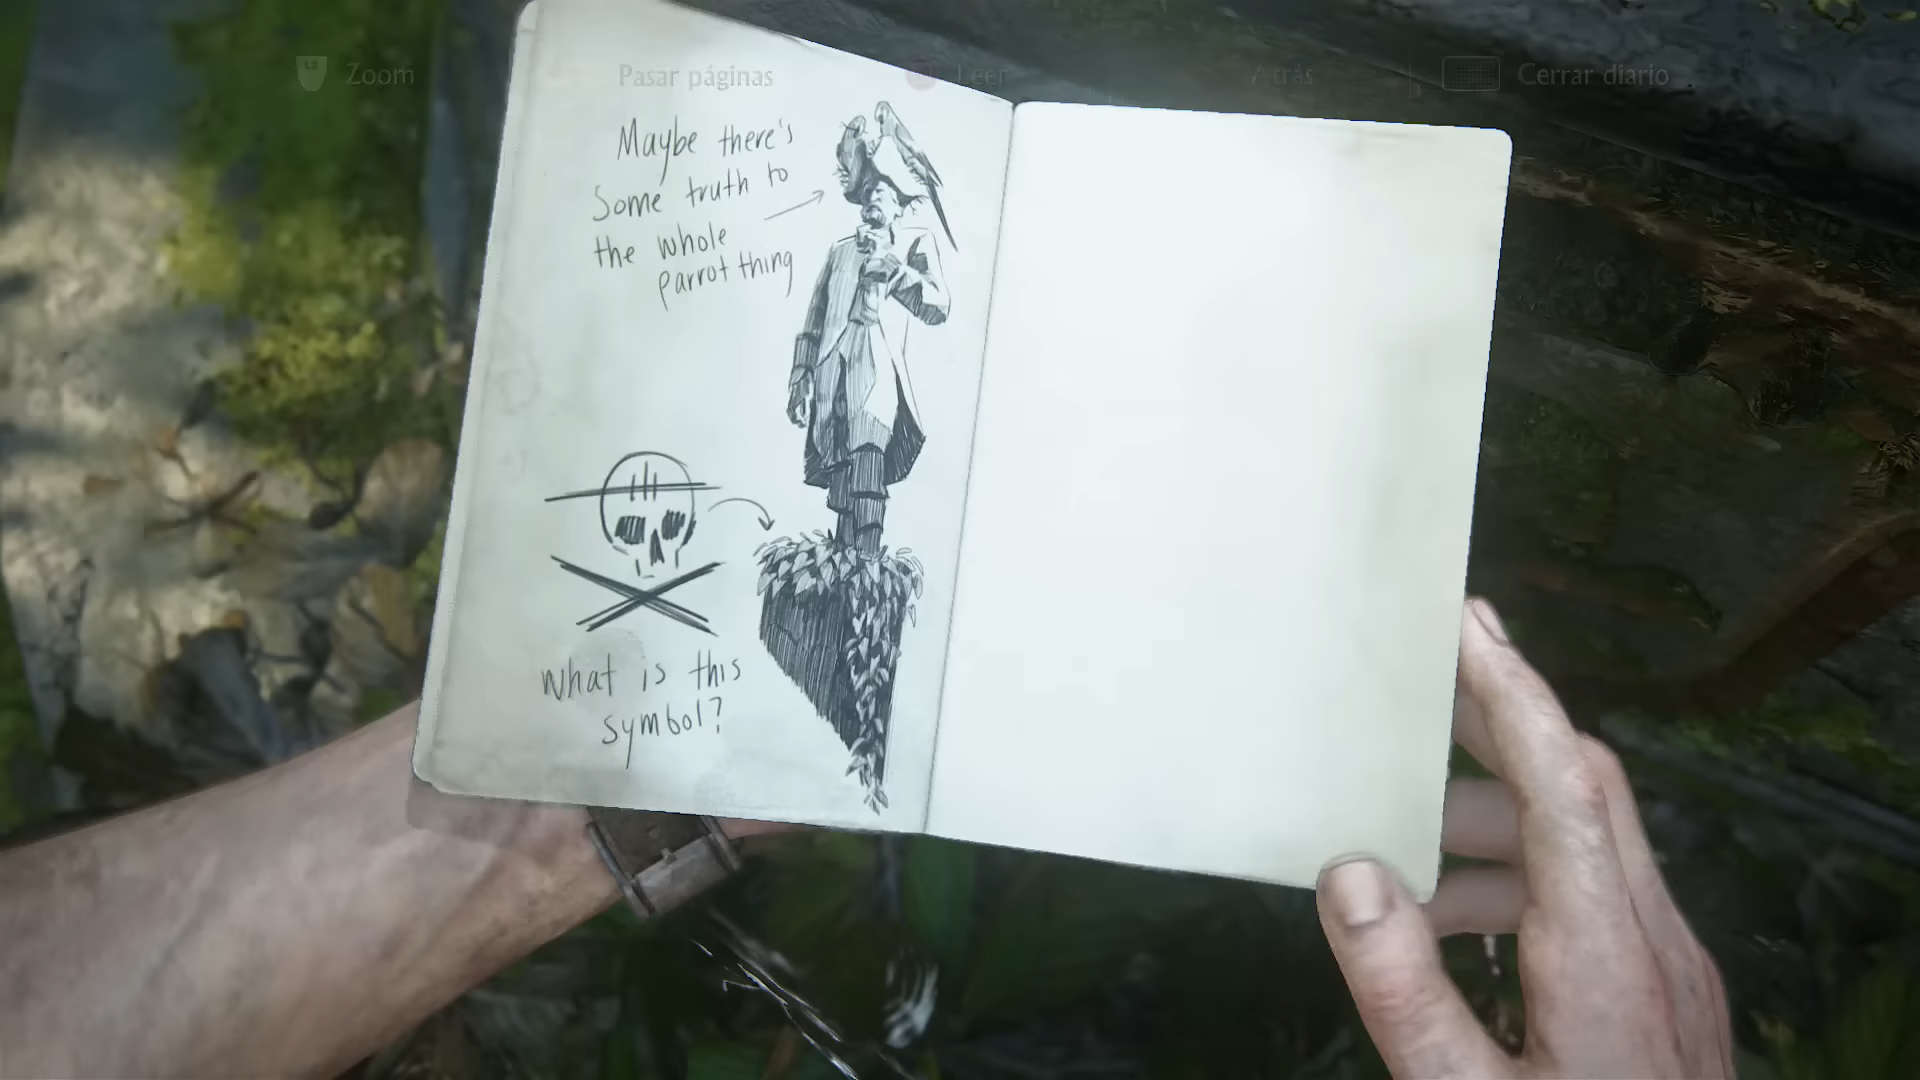 Zoom
Pasar páginas
Leer
Atrás
Cerrar diario
Maybe there's
some truth to
the whole
parrot thing
What is this
symbol?